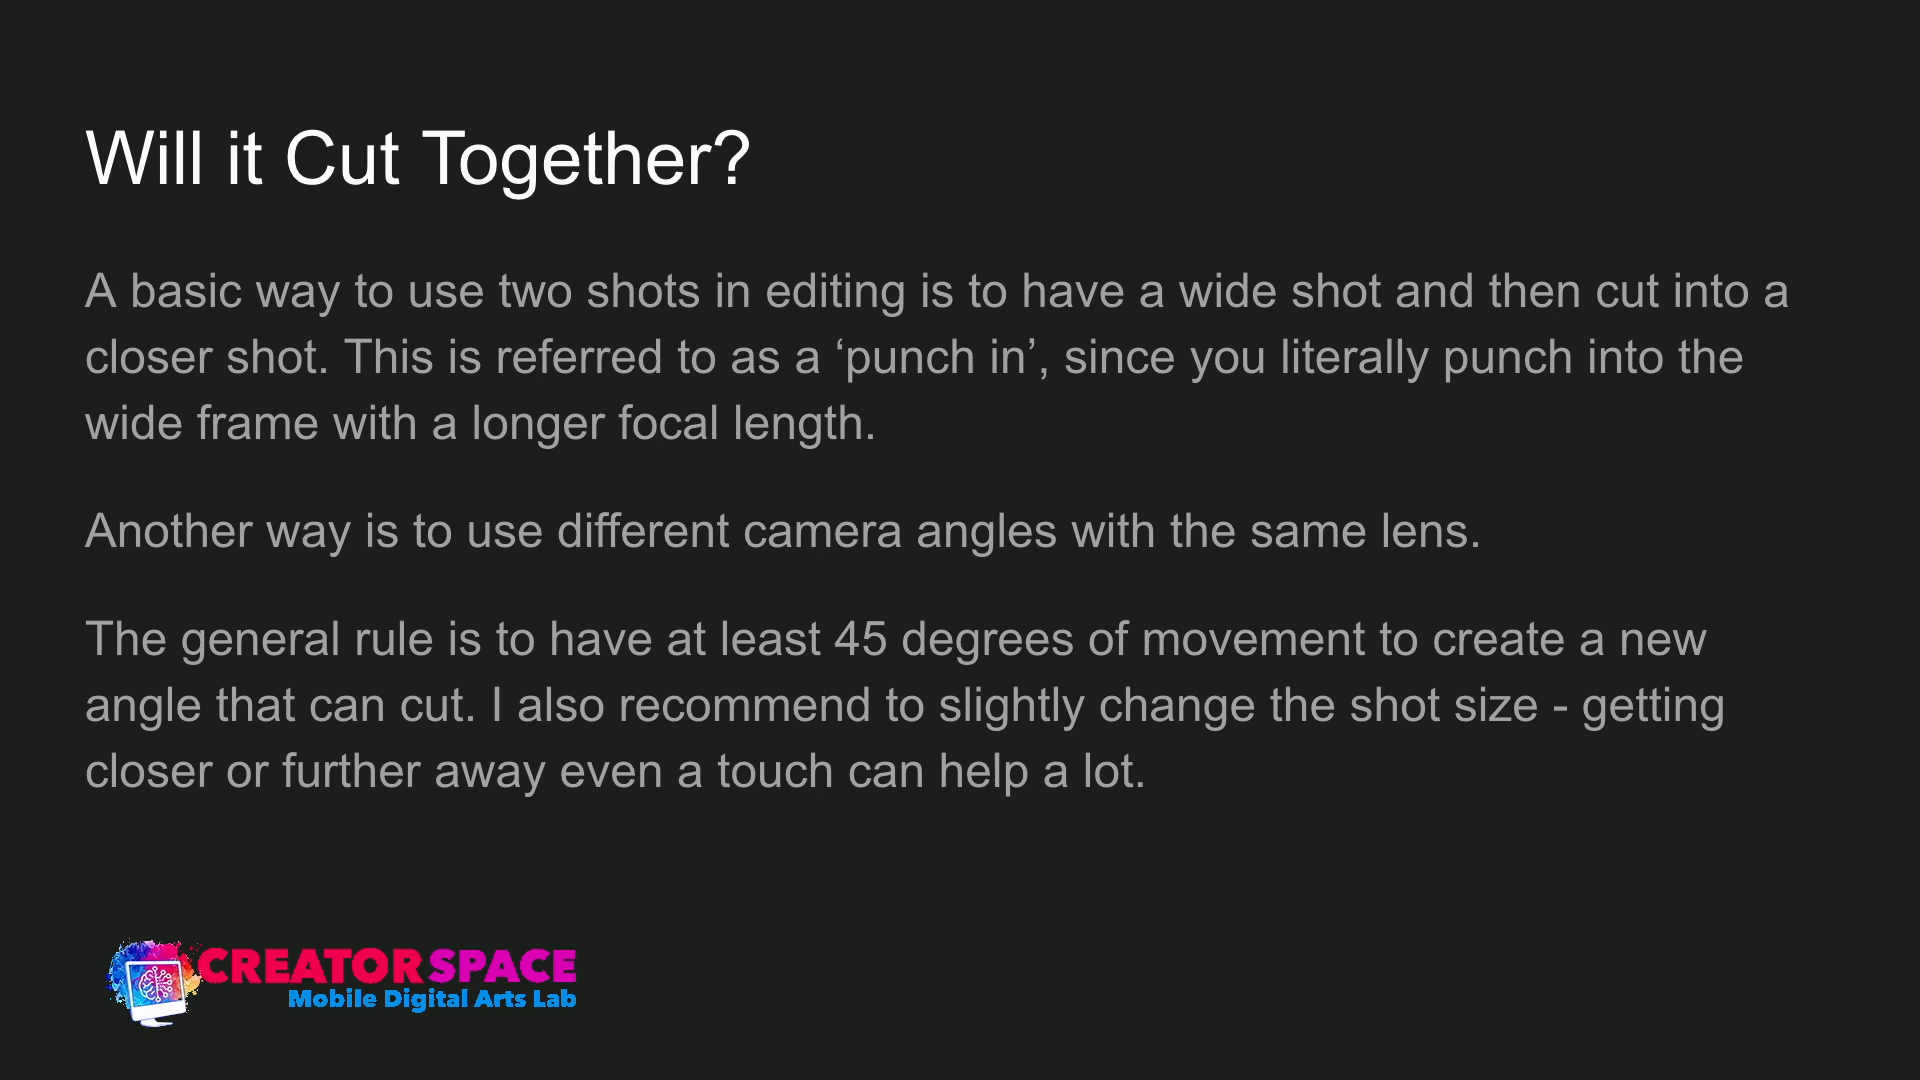 Will it Cut Together?
A basic way to use two shots in editing is to have a wide shot and then cut into a
closer shot. This is referred to as a ‘punch in’, since you literally punch into the
wide frame with a longer focal length.
Another way is to use different camera angles with the same lens.
The general rule is to have at least 45 degrees of movement to create a new
angle that can cut. I also recommend to slightly change the shot size - getting
closer or further away even a touch can help a lot.
CREATORSPACE
Mobile Digital Arts Lab